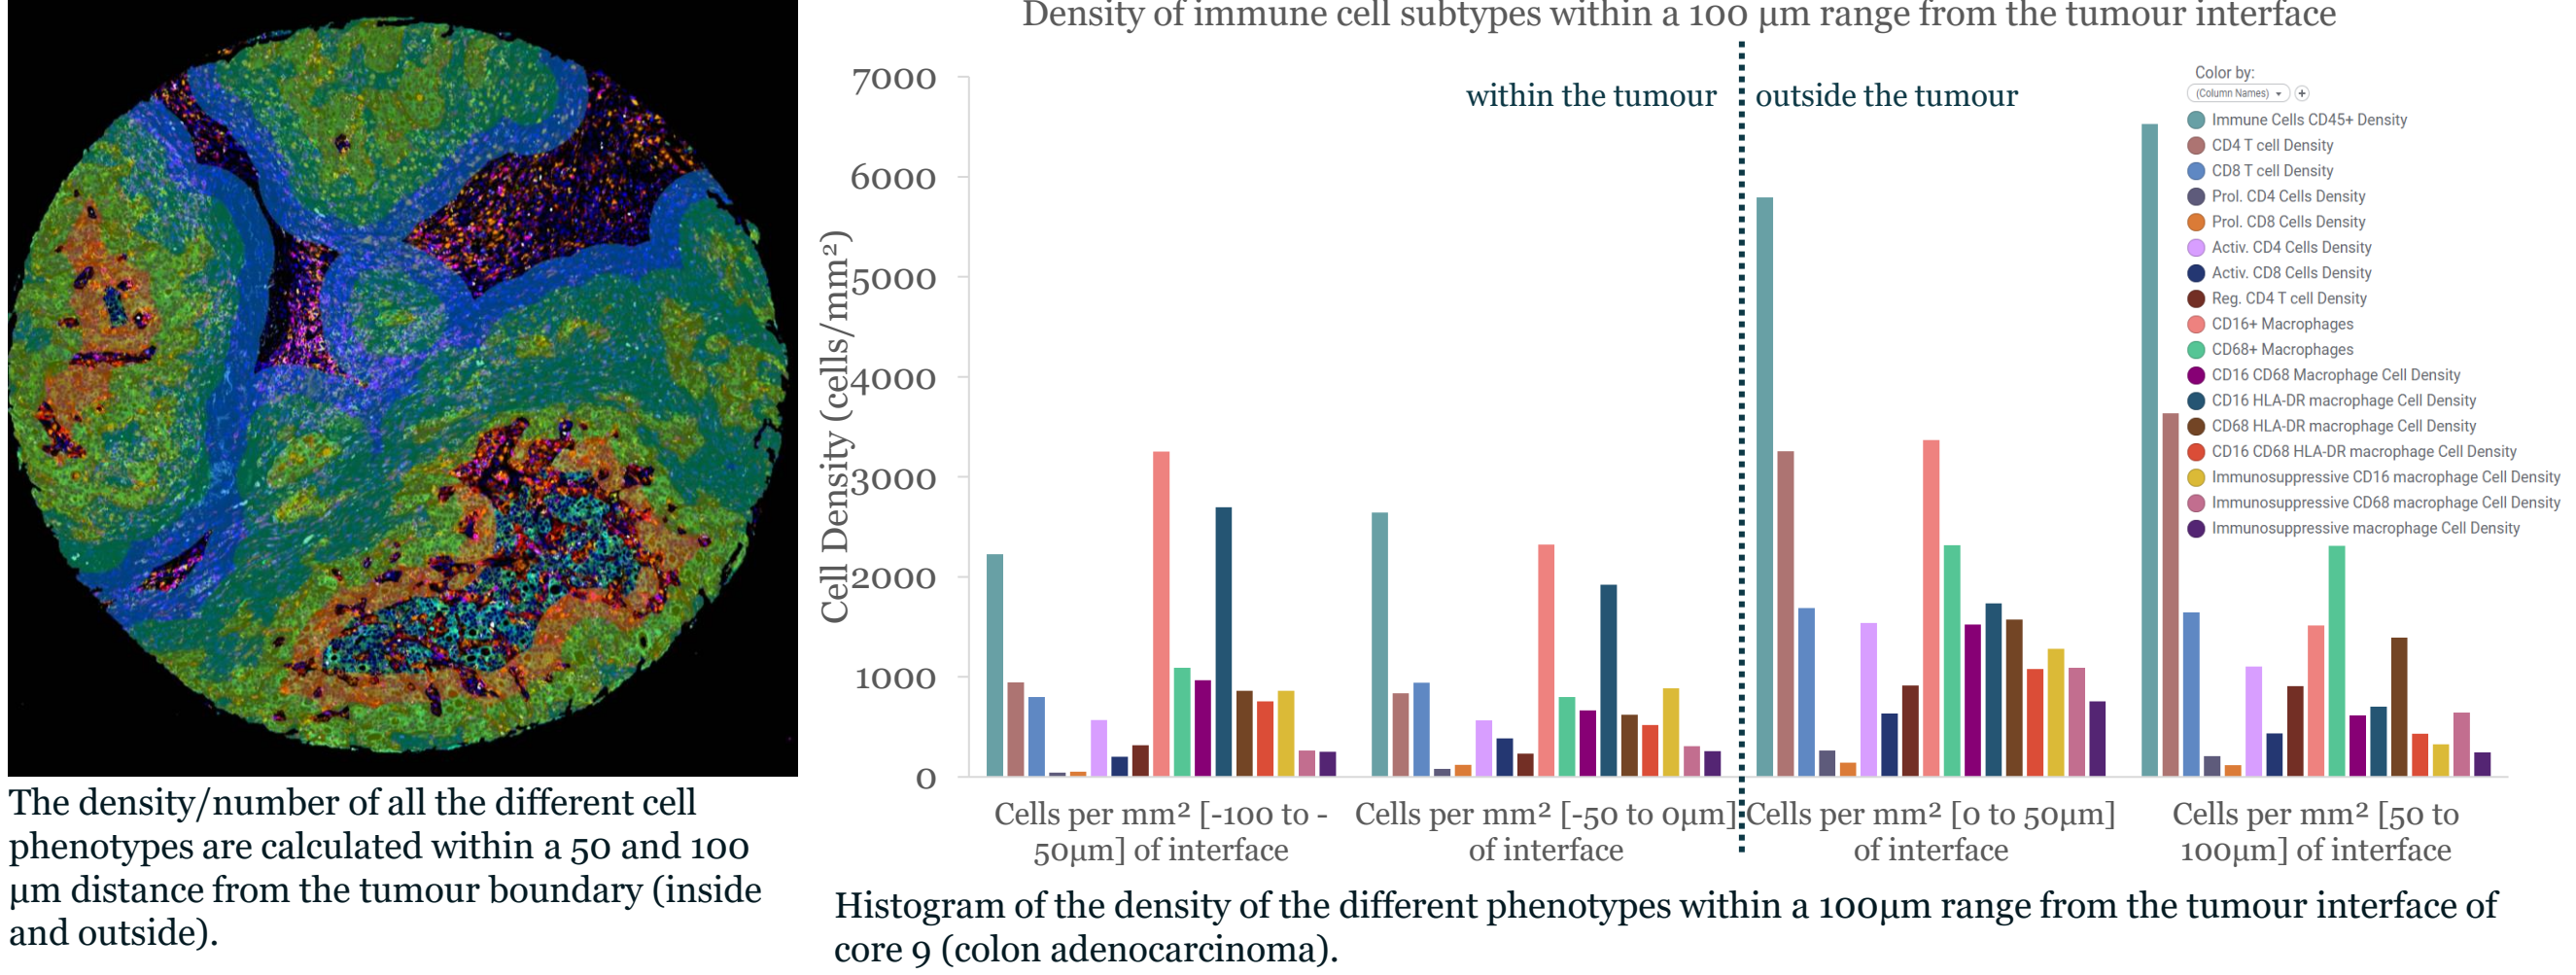 Density of immune cell subtypes within a 100 µm range from the tumour interface
within the tumour
outside the tumour
Cell Density (cells/mm²)
7000
6000
5000
4000
3000
2000
1000
0
Color by:
(Column Names)
+
Immune Cells CD45+ Density
CD4 T cell Density
CD8 T cell Density
Prol. CD4 Cells Density
Prol. CD8 Cells Density
Activ. CD4 Cells Density
Activ. CD8 Cells Density
Reg. CD4 T cell Density
CD16+ Macrophages
CD68+ Macrophages
CD16 CD68 Macrophage Cell Density
CD16 HLA-DR macrophage Cell Density
CD68 HLA-DR macrophage Cell Density
CD16 CD68 HLA-DR macrophage Cell Density
Immunosuppressive CD16 macrophage Cell Density
Immunosuppressive CD68 macrophage Cell Density
Immunosuppressive macrophage Cell Density
Cells per mm² [-100 to -
50µm] of interface
Cells per mm² [-50 to 0µm]
of interface
Cells per mm² [0 to 50µm]
of interface
Cells per mm² [50 to
100µm] of interface
The density/number of all the different cell
phenotypes are calculated within a 50 and 100
µm distance from the tumour boundary (inside
and outside).
Histogram of the density of the different phenotypes within a 100µm range from the tumour interface of
core 9 (colon adenocarcinoma).